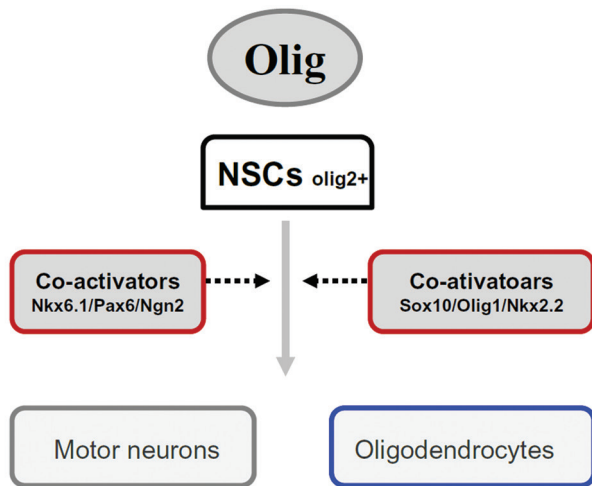 Olig
NSCs olig2+
Co-activators
Nkx6.1/Pax6/Ngn2
Co-ativatoars
Sox10/Olig1/Nkx2.2
Motor neurons
Oligodendrocytes